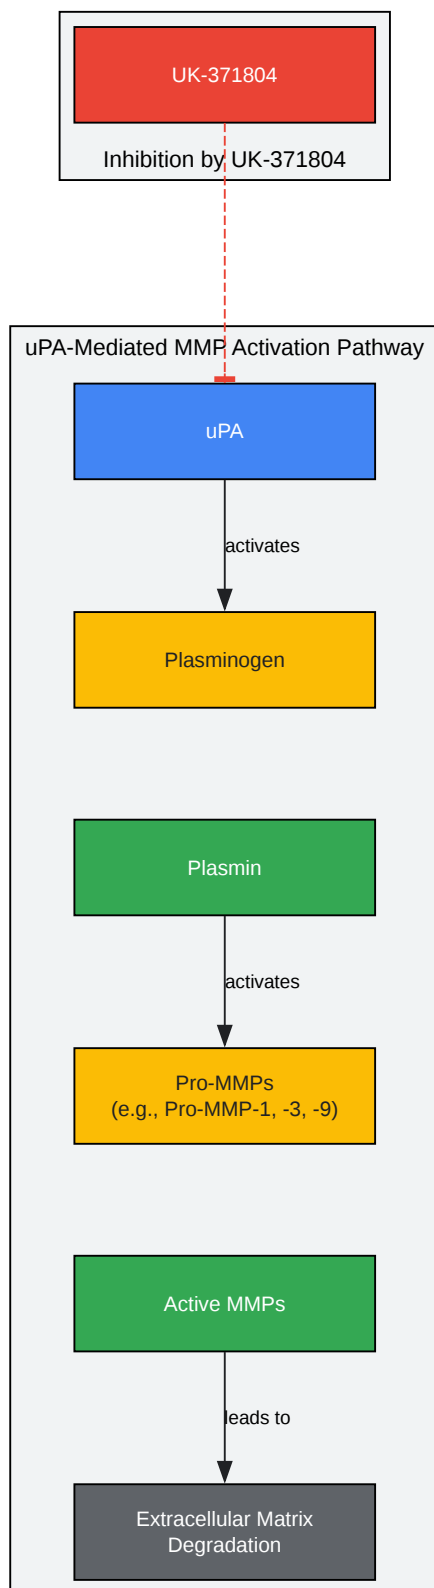 UK-371804
Inhibition by UK-371804
uPA-Mediated MMP Activation Pathway
uPA
activates
Plasminogen
Plasmin
activates
Pro-MMPs
(e.g., Pro-MMP-1, -3, -9)
Active MMPs
leads to
Extracellular Matrix
Degradation